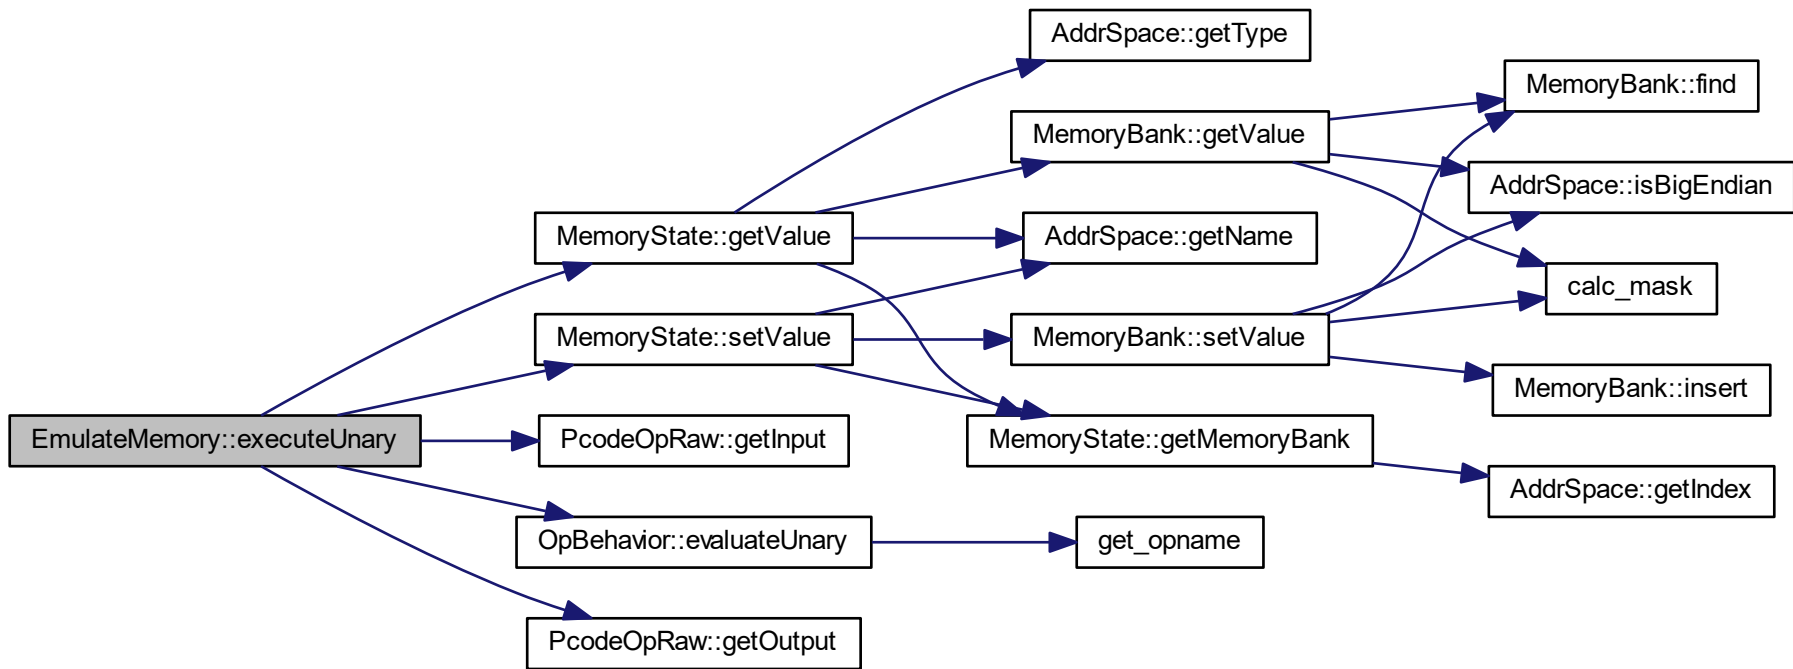 AddrSpace::getType
MemoryBank::find
MemoryBank::getValue
AddrSpace::isBigEndian
MemoryState::getValue
AddrSpace::getName
calc_mask
MemoryState::setValue
MemoryBank::setValue
MemoryBank::insert
EmulateMemory::executeUnary
PcodeOpRaw::getInput
MemoryState::getMemoryBank
AddrSpace::getIndex
OpBehavior::evaluateUnary
get_opname
PcodeOpRaw::getOutput